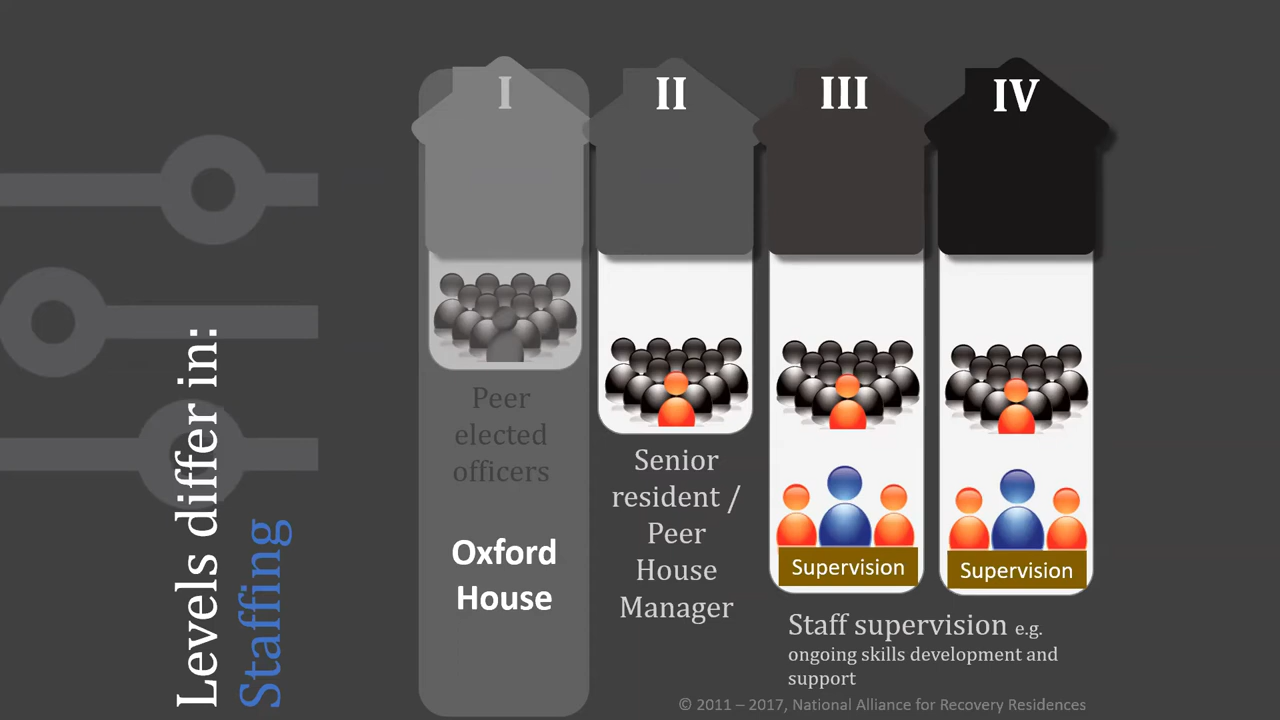 Levels differ in:
Staffing
I
II
III
IV
Peer
elected
officers
Oxford
House
Senior
resident /
Peer
House
Manager
Supervision
Supervision
Staff supervision e.g.
ongoing skills development and
support
© 2011 – 2017, National Alliance for Recovery Residences